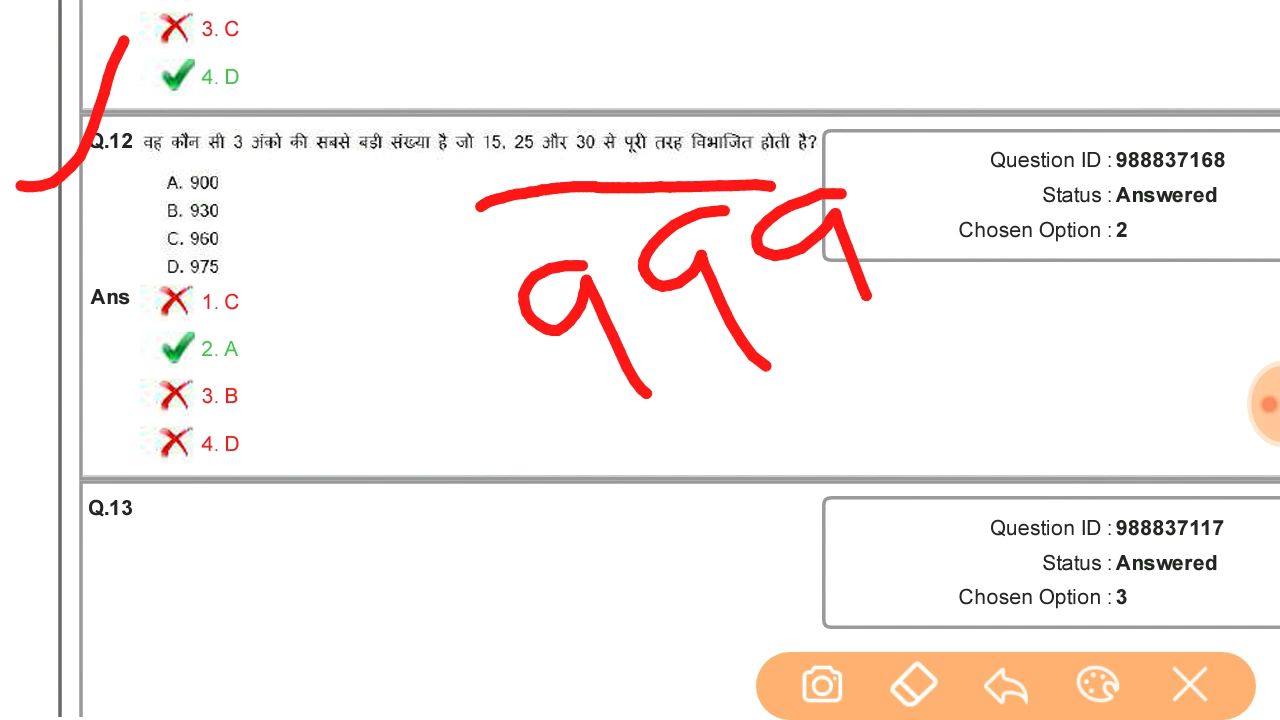 3. C
4. D
Q.12 वह कौन सी 3 अंको की सबसे बडी संख्या है जो 15, 25 और 30 से पूरी तरह विभाजित होती है?
A. 900
B. 930
C. 960
D. 975
Ans 1. C
2. A
3. B
4. D
Question ID : 988837168
Status : Answered
Chosen Option : 2
999
Q.13
Question ID : 988837117
Status : Answered
Chosen Option : 3